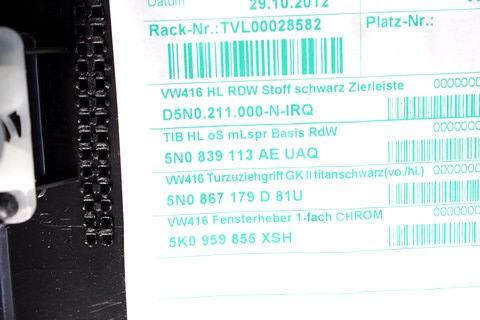 Datum 29.10.2012
Rack-Nr.:TVL00028582 Platz-Nr.:
VW416 HL RDW Stoff schwarz Zierleiste
D5N0.211.000-N-IRQ
TIB HL oS mLspr Basis RdW
5N0 839 113 AE UAQ
VW416 Turzuziehgriff GK II titanschwarz(vo./hi.)
5N0 867 179 D 81U
VW416 Fensterheber 1-fach CHROM
5K0 959 855 XSH